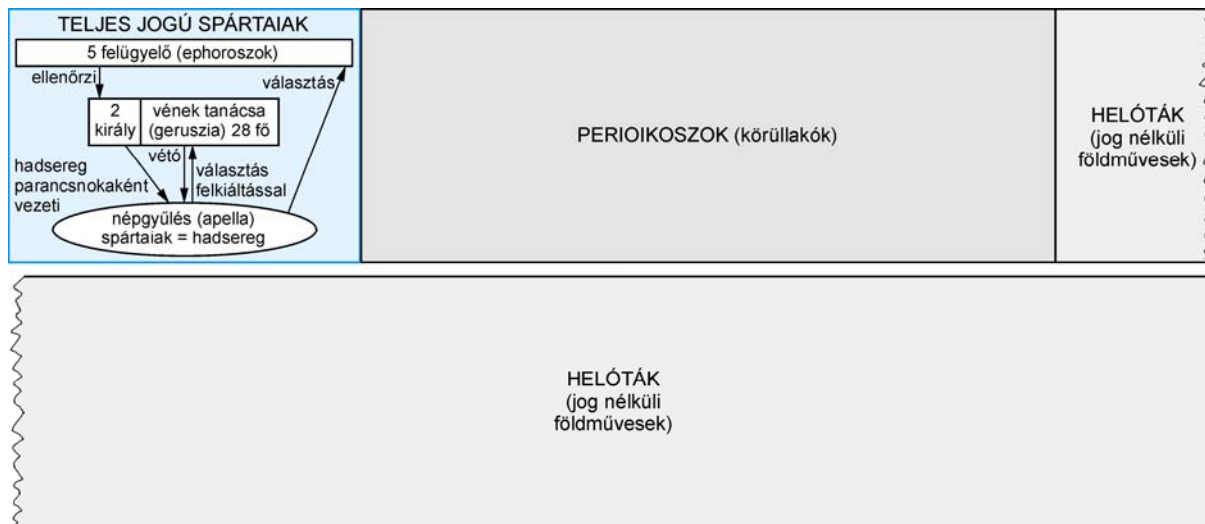 TELJES JOGÚ SPÁRTAIAK
5 felügyelő (ephoroszok)
ellenőrzi
választás
2
király
vének tanácsa
(geruszia) 28 fő
vétó
választás
felkiáltással
hadsereg
parancsnokaként
vezeti
népgyűlés (apella)
spártaiak = hadsereg
PERIOIKOSZOK (körüllakók)
HELÓTÁK
(jog nélküli
földművesek)
HELÓTÁK
(jog nélküli
földművesek)